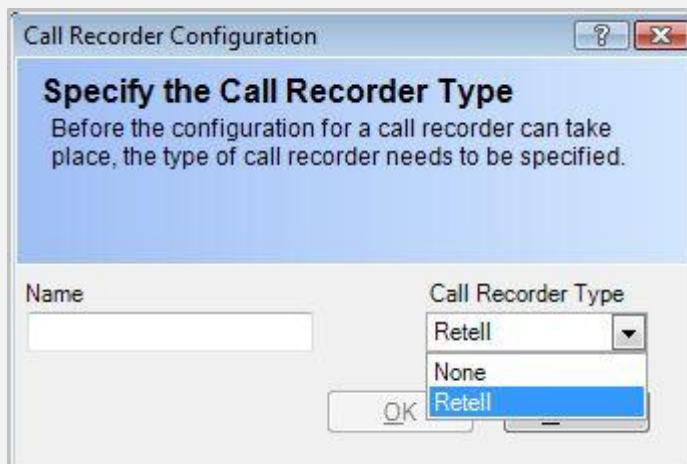 Call Recorder Configuration
Specify the Call Recorder Type
Before the configuration for a call recorder can take
place, the type of call recorder needs to be specified.
Name
Call Recorder Type
Retell
None
Retell
OK